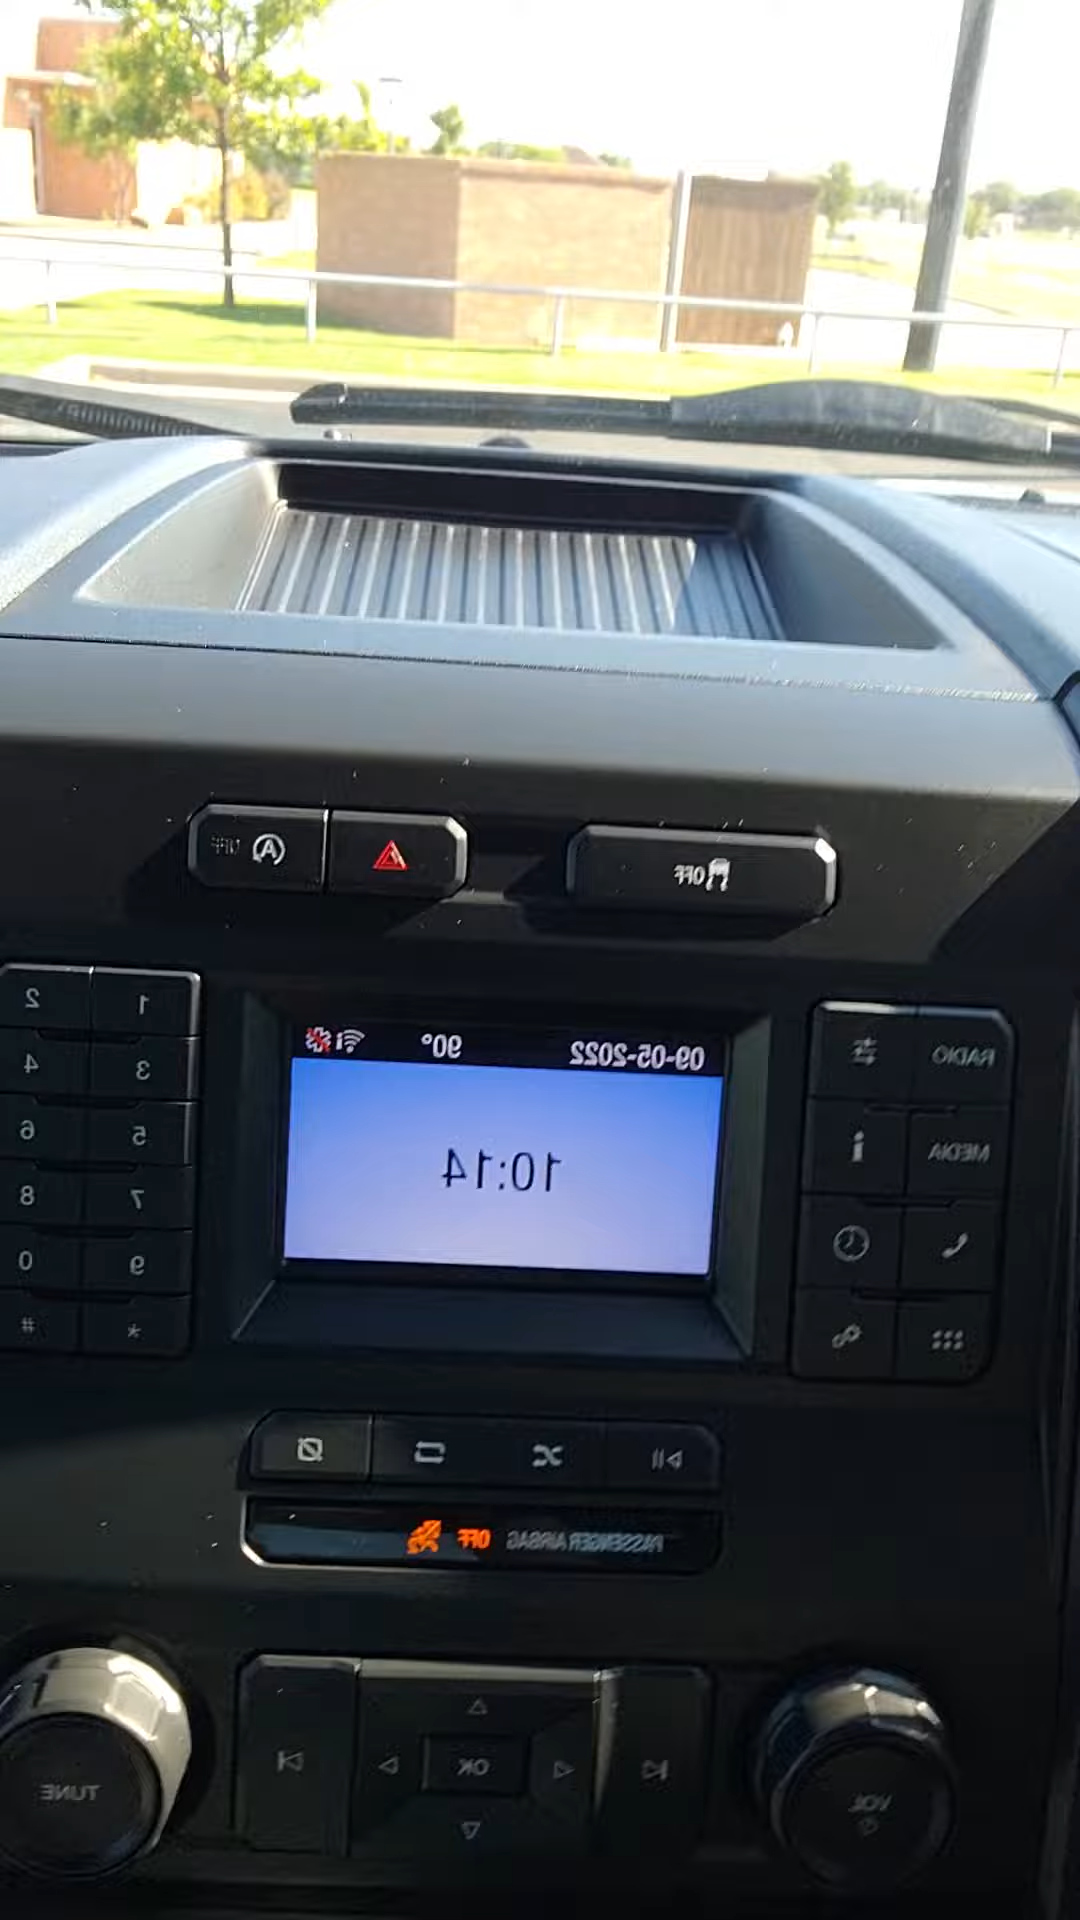 A OFF
OFF
09-05-2022 90°
10:14
RADIO
MEDIA
i
1 2
3 4
5 6
7 8
9 0
* #
PASSENGER AIRBAG OFF
VOL
OK
TUNE